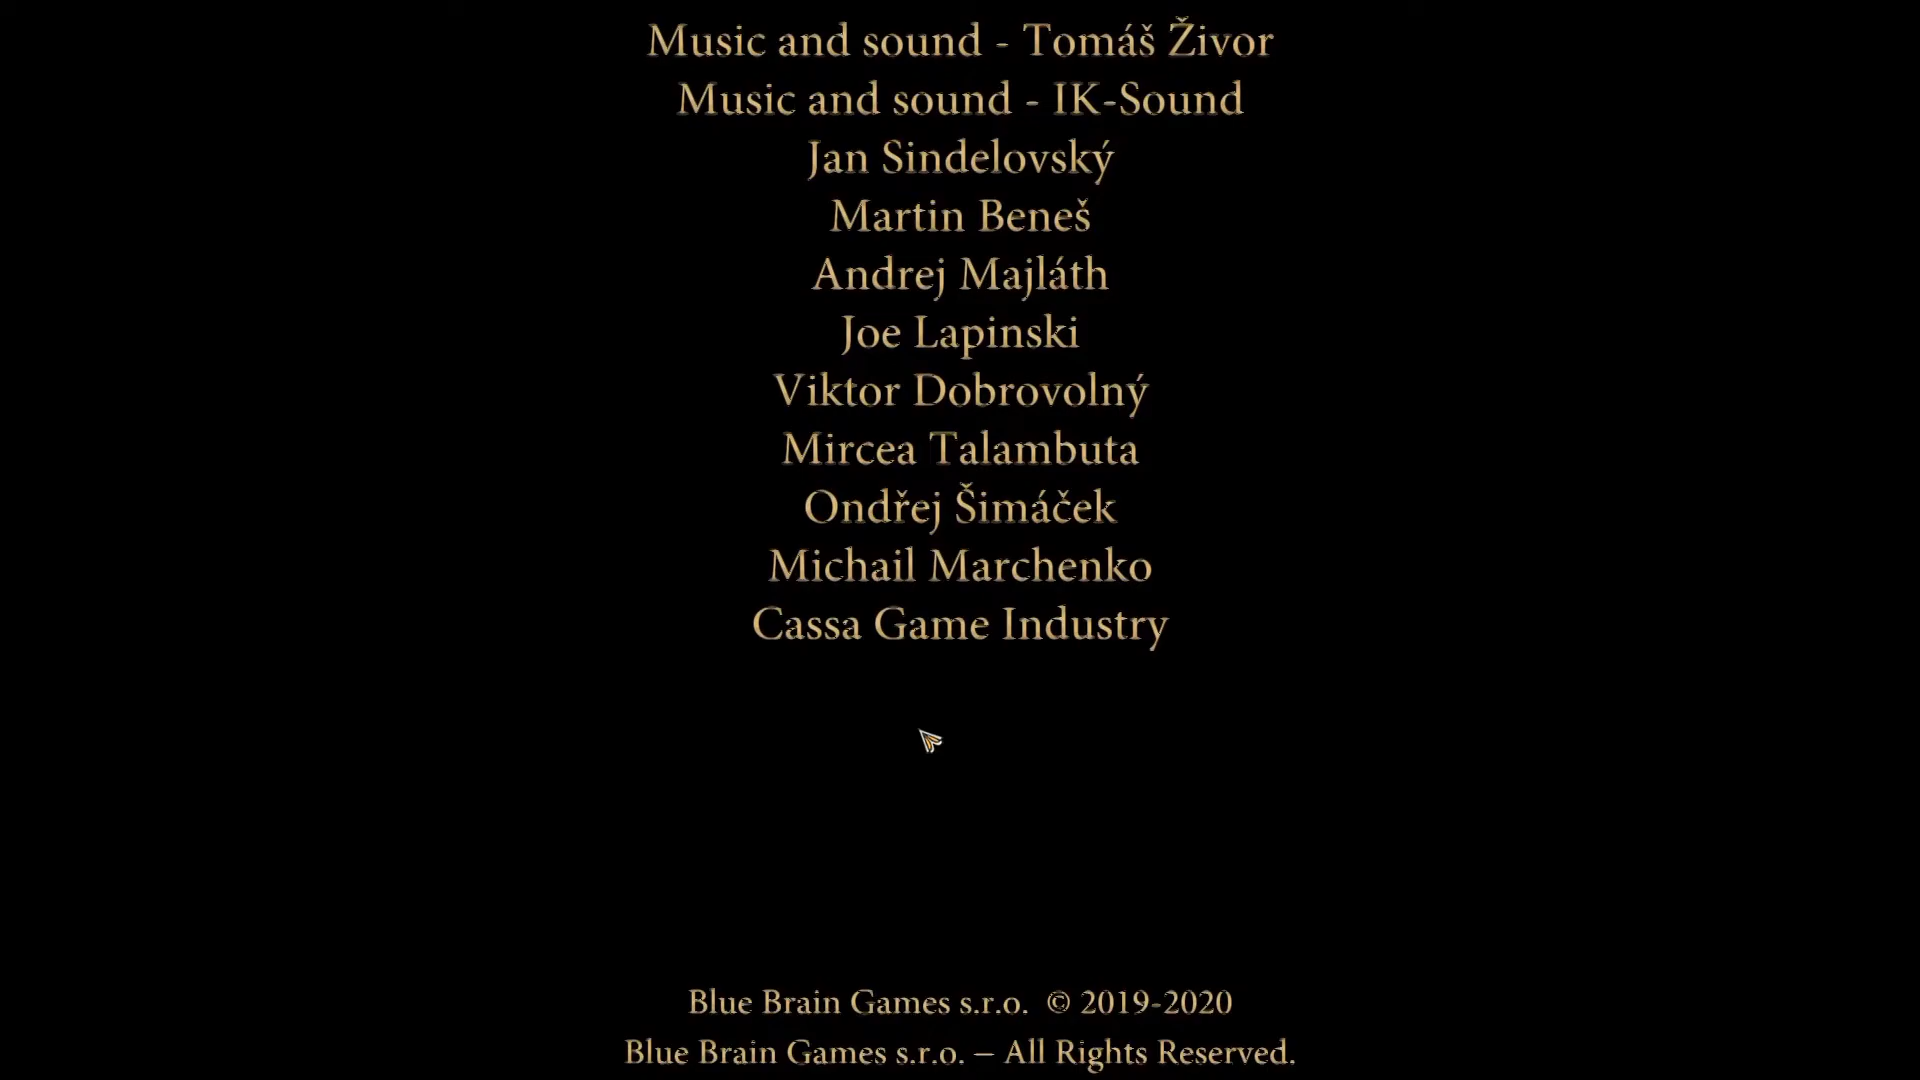 Music and sound - Tomáš Živor
Music and sound - IK-Sound
Jan Sindelovský
Martin Beneš
Andrej Majláth
Joe Lapinski
Viktor Dobrovolný
Mircea Talambuta
Ondřej Šimáček
Michail Marchenko
Cassa Game Industry
Blue Brain Games s.r.o. © 2019-2020
Blue Brain Games s.r.o. – All Rights Reserved.